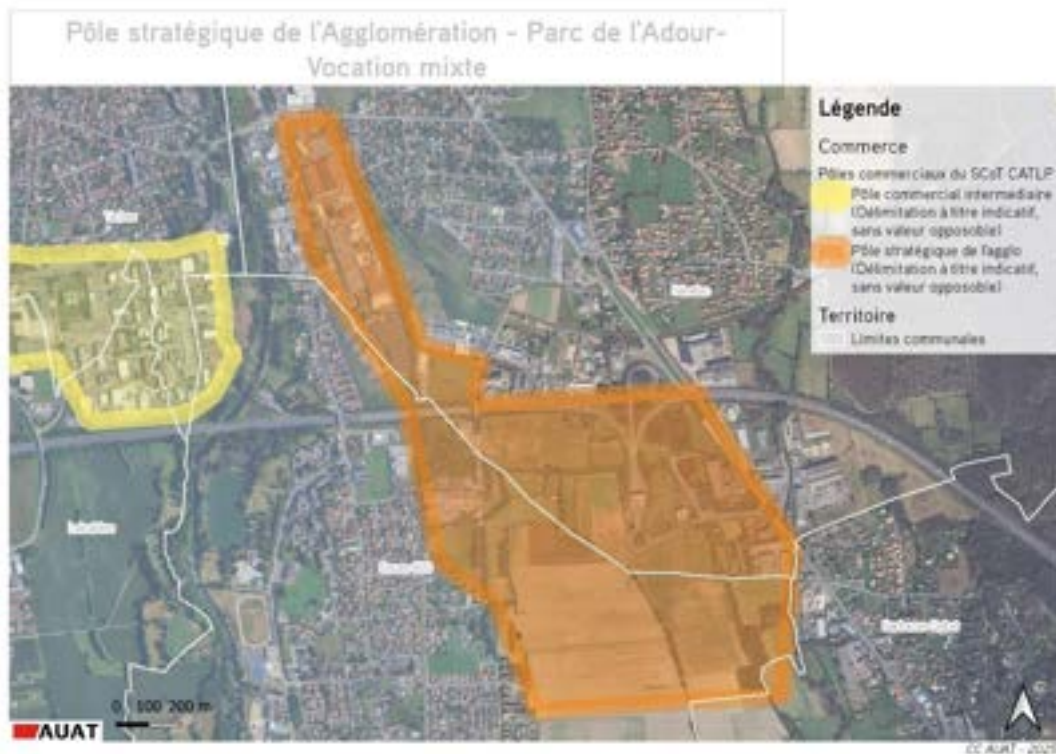 Pôle stratégique de l'Agglomération - Parc de l'Adour-
Vocation mixte
Légende
Commerce
Pôles commerciaux du SCoT CATLP
Pôle commercial intermédiaire
(Délimitation à titre indicatif,
sans valeur opposable)
Pôle stratégique de l'agglo
(Délimitation à titre indicatif,
sans valeur opposable)
Territoire
Limites communales
0 100 200 m
AUAT
CC AUAT -